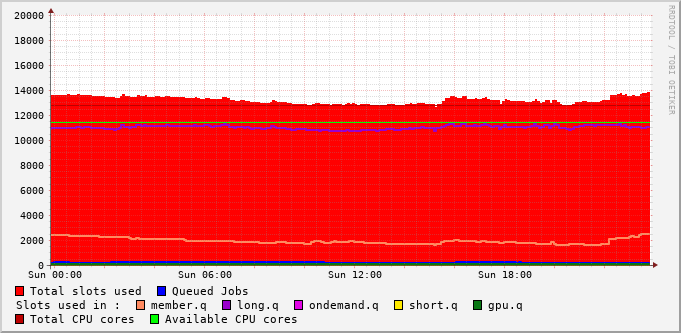 RRDTOOL / TOBI OETIKER
20000
18000
16000
14000
12000
10000
8000
6000
4000
2000
0
Sun 00:00 Sun 06:00 Sun 12:00 Sun 18:00
Total slots used Queued Jobs
Slots used in : member.q long.q ondemand.q short.q gpu.q
Total CPU cores Available CPU cores